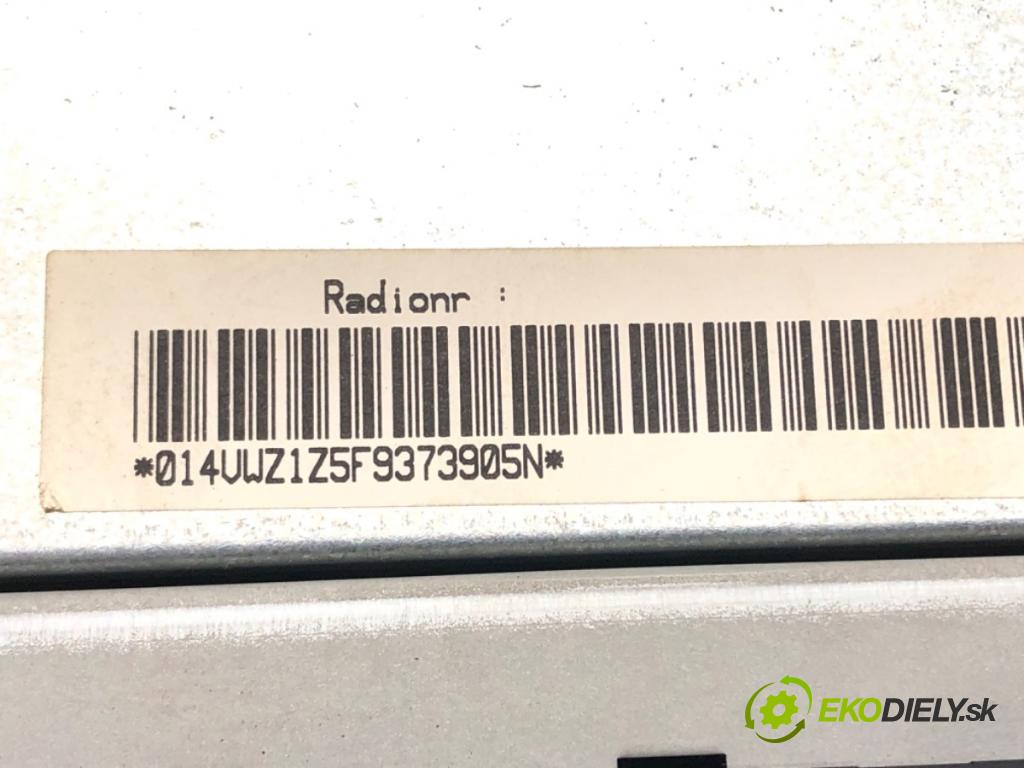 Radionr :
*014VWZ1Z5F9373905N*
EKODIELY.sk